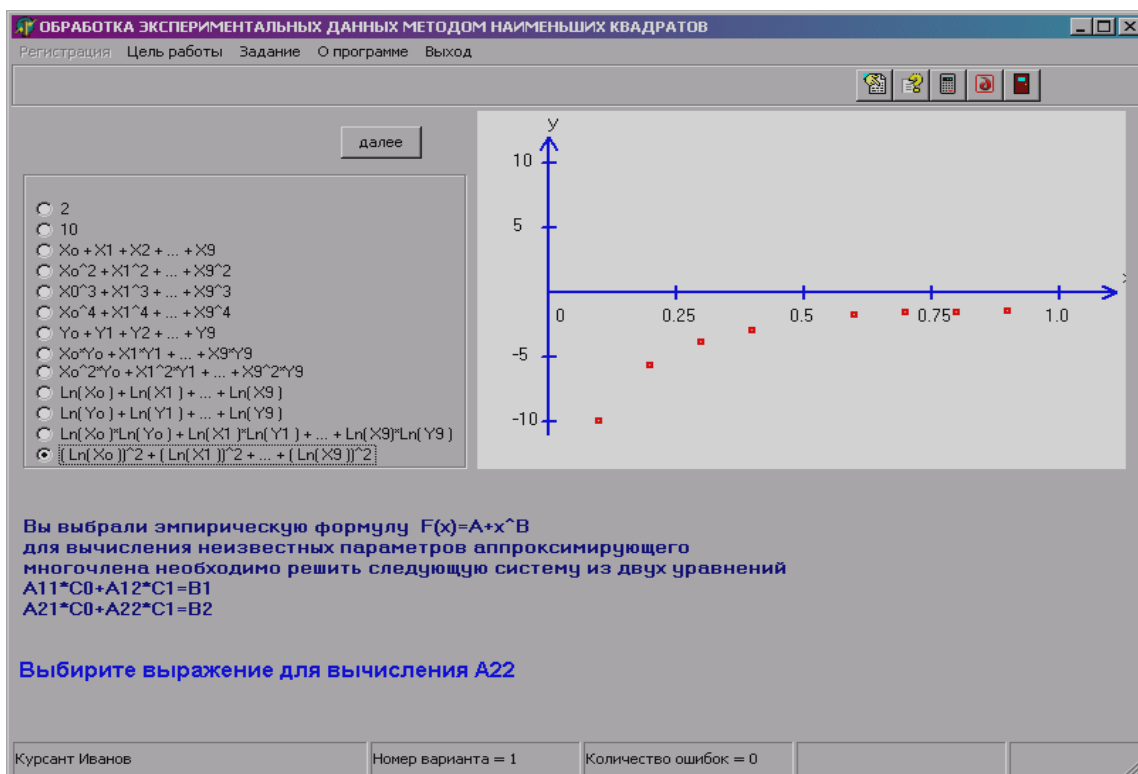 ОБРАБОТКА ЭКСПЕРИМЕНТАЛЬНЫХ ДАННЫХ МЕТОДОМ НАИМЕНЬШИХ КВАДРАТОВ
Регистрация Цель работы Задание О программе Выход
далее
2
10
Xo + X1 + X2 + ... + X9
Xo^2 + X1^2 + ... + X9^2
X0^3 + X1^3 + ... + X9^3
Xo^4 + X1^4 + ... + X9^4
Yo + Y1 + Y2 + ... + Y9
Xo*Yo + X1*Y1 + ... + X9*Y9
Xo^2*Yo + X1^2*Y1 + ... + X9^2*Y9
Ln( Xo ) + Ln( X1 ) + ... + Ln( X9 )
Ln( Yo ) + Ln( Y1 ) + ... + Ln( Y9 )
Ln( Xo )*Ln( Yo ) + Ln( X1 )*Ln( Y1 ) + ... + Ln( X9)*Ln( Y9 )
( Ln( Xo ))^2 + ( Ln( X1 ))^2 + ... + ( Ln( X9 ))^2
y
10
5
0 0.25 0.5 0.75 1.0
-5
-10
Вы выбрали эмпирическую формулу F(x)=A+x^B
для вычисления неизвестных параметров аппроксимирующего
многочлена необходимо решить следующую систему из двух уравнений
A11*C0+A12*C1=B1
A21*C0+A22*C1=B2
Выбирите выражение для вычисления A22
Курсант Иванов Номер варианта = 1 Количество ошибок = 0